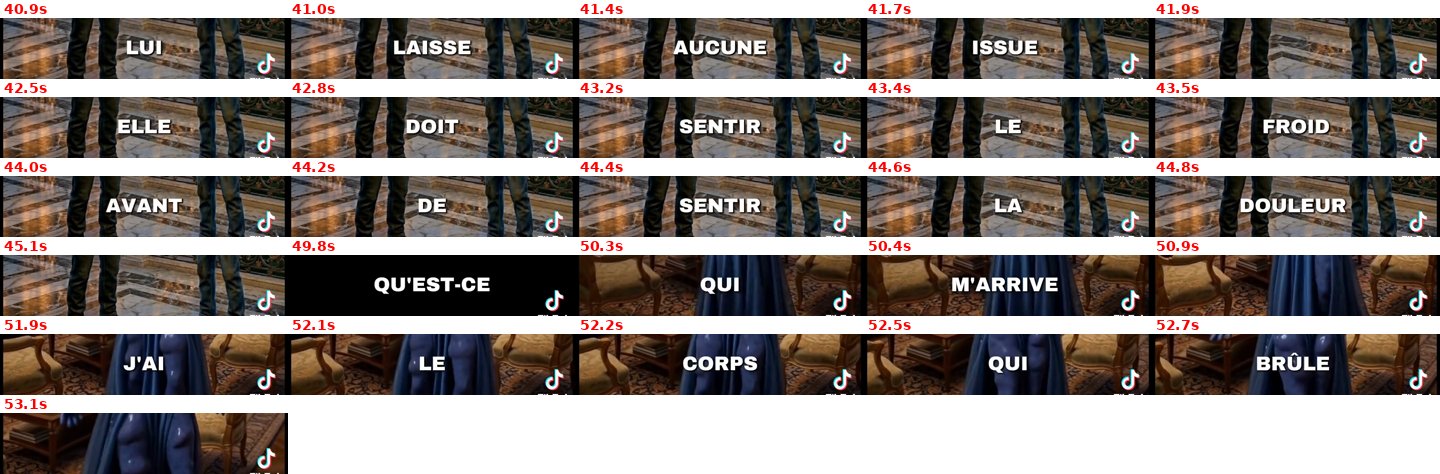 40.9s 41.0s 41.4s 41.7s 41.9s
LUI LAISSE AUCUNE ISSUE
42.5s 42.8s 43.2s 43.4s 43.5s
ELLE DOIT SENTIR LE FROID
44.0s 44.2s 44.4s 44.6s 44.8s
AVANT DE SENTIR LA DOULEUR
45.1s 49.8s 50.3s 50.4s 50.9s
QU'EST-CE QUI M'ARRIVE
51.9s 52.1s 52.2s 52.5s 52.7s
J'AI LE CORPS QUI BRÛLE
53.1s